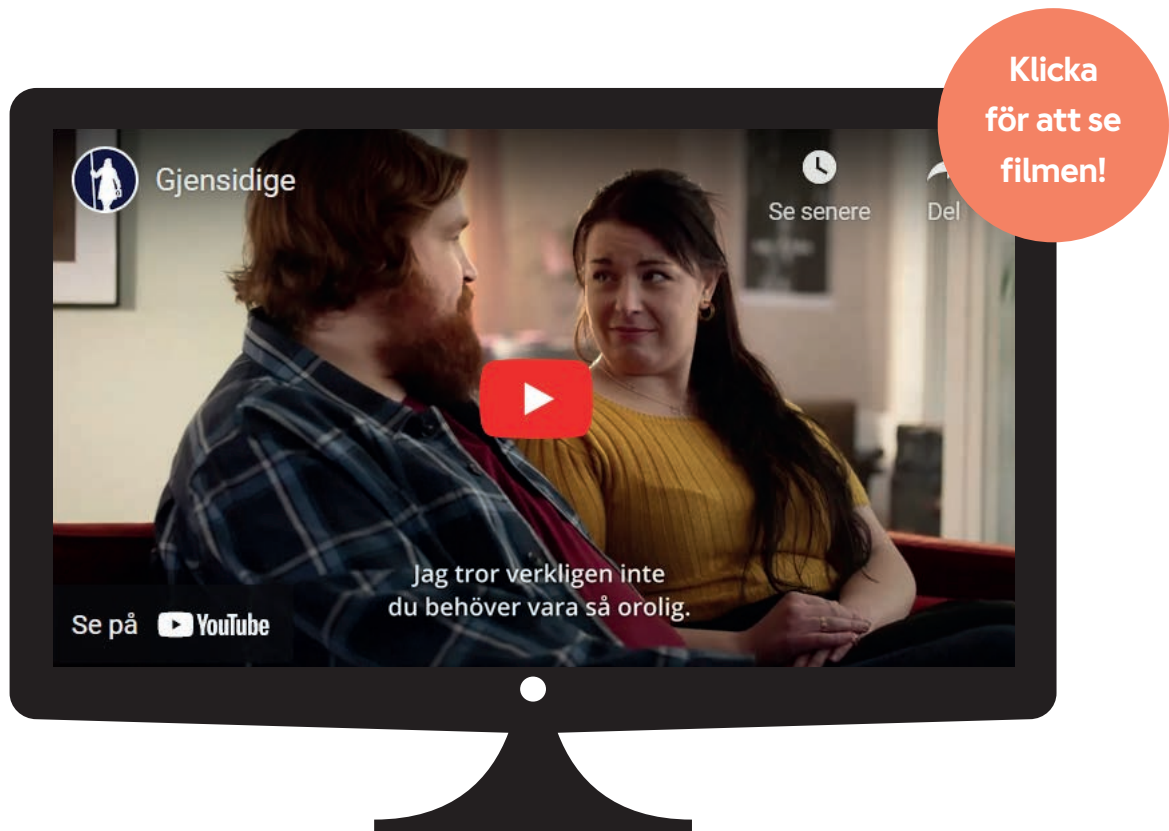 Klicka
för att se
filmen!
Gjensidige
Se senere
Del
Jag tror verkligen inte
du behöver vara så orolig.
Se på YouTube